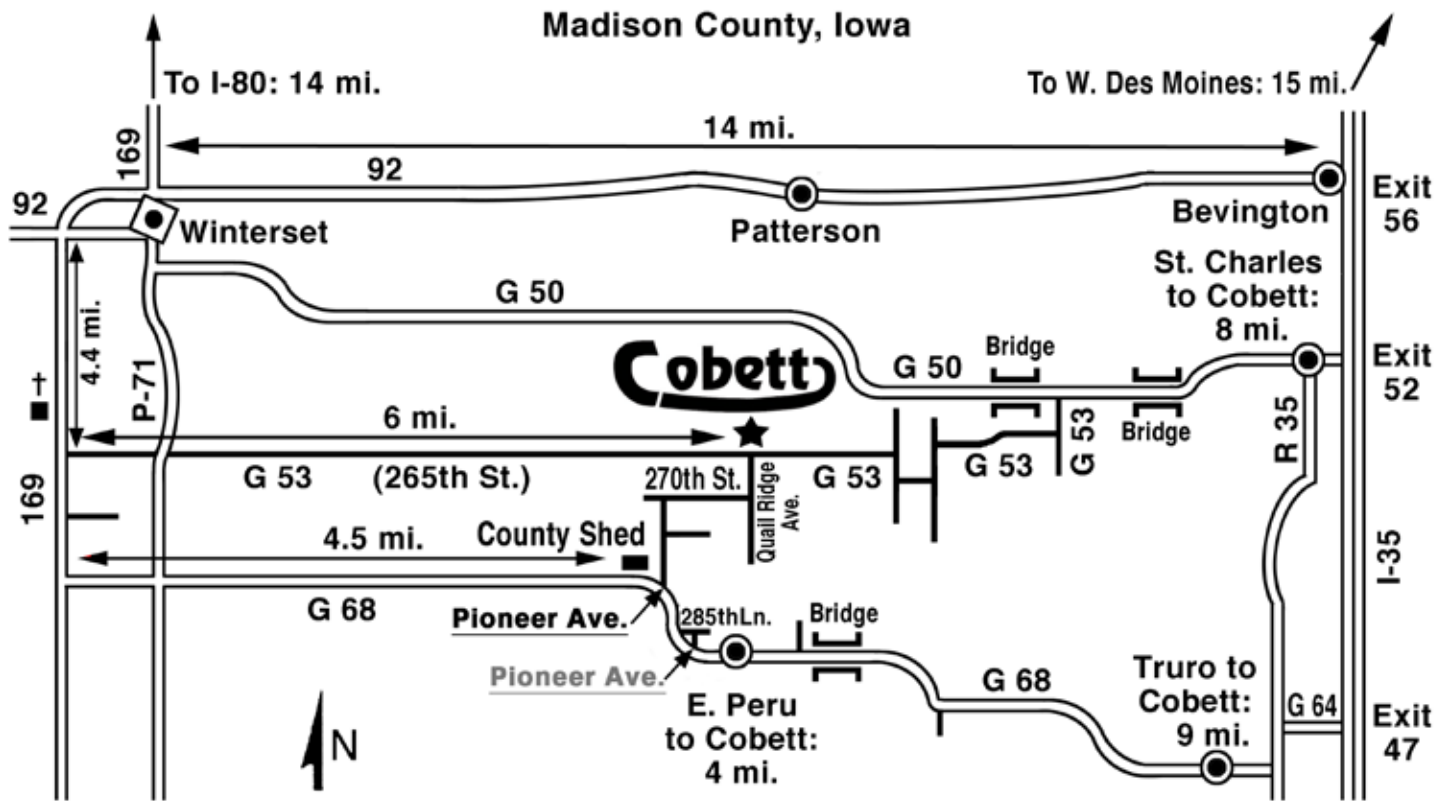 Madison County, Iowa
To I-80: 14 mi.
To W. Des Moines: 15 mi.
169
14 mi.
92
92
Winterset
Patterson
Bevington
Exit
56
St. Charles
to Cobett:
8 mi.
G 50
4.4 mi.
P-71
Cobett
G 50
Bridge
Exit
52
6 mi.
G 53
Bridge
R 35
G 53
(265th St.)
270th St.
G 53
G 53
169
Quail Ridge
Ave.
4.5 mi.
County Shed
I-35
G 68
Pioneer Ave.
285thLn.
Bridge
Pioneer Ave.
G 68
Truro to
Cobett:
9 mi.
G 64
E. Peru
to Cobett:
4 mi.
Exit
47
N